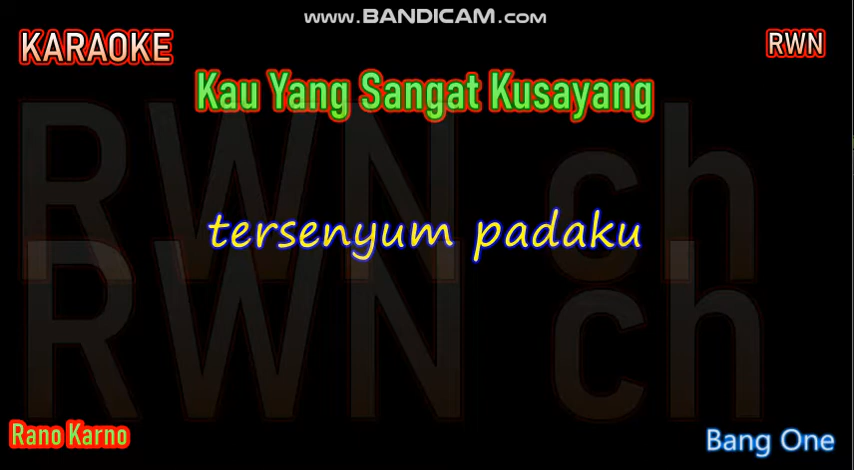 www.BANDICAM.com
KARAOKE
RWN
Kau Yang Sangat Kusayang
RWN ch
tersenyum padaku
RWN ch
Rano Karno
Bang One